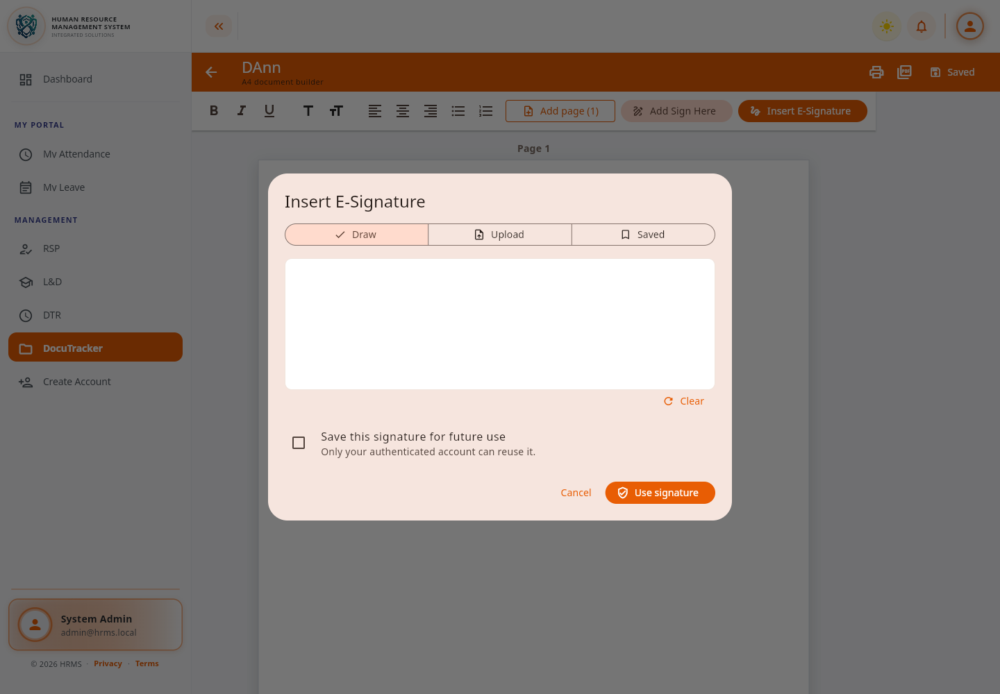 HUMAN RESOURCE
MANAGEMENT SYSTEM
INTEGRATED SOLUTIONS
Dashboard
MY PORTAL
My Attendance
My Leave
MANAGEMENT
RSP
L&D
DTR
DocuTracker
Create Account
System Admin
admin@hrms.local
© 2026 HRMS · Privacy · Terms
DAnn
A4 document builder
PDF
Saved
Add page (1)
Add Sign Here
Insert E-Signature
Page 1
Insert E-Signature
Draw
Upload
Saved
Clear
Save this signature for future use
Only your authenticated account can reuse it.
Cancel
Use signature